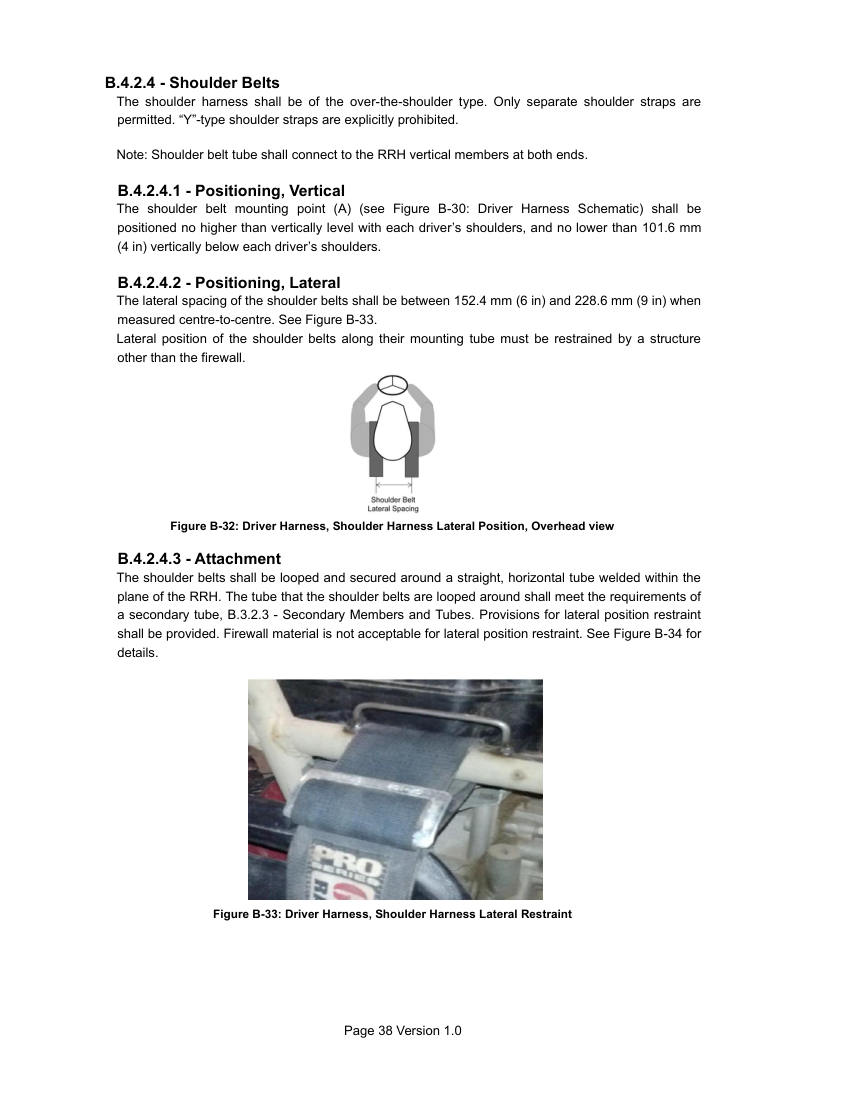 B.4.2.4 - Shoulder Belts
The shoulder harness shall be of the over-the-shoulder type. Only separate shoulder straps are
permitted. “Y”-type shoulder straps are explicitly prohibited.
Note: Shoulder belt tube shall connect to the RRH vertical members at both ends.
B.4.2.4.1 - Positioning, Vertical
The shoulder belt mounting point (A) (see Figure B-30: Driver Harness Schematic) shall be
positioned no higher than vertically level with each driver’s shoulders, and no lower than 101.6 mm
(4 in) vertically below each driver’s shoulders.
B.4.2.4.2 - Positioning, Lateral
The lateral spacing of the shoulder belts shall be between 152.4 mm (6 in) and 228.6 mm (9 in) when
measured centre-to-centre. See Figure B-33.
Lateral position of the shoulder belts along their mounting tube must be restrained by a structure
other than the firewall.
Shoulder Belt
Lateral Spacing
Figure B-32: Driver Harness, Shoulder Harness Lateral Position, Overhead view
B.4.2.4.3 - Attachment
The shoulder belts shall be looped and secured around a straight, horizontal tube welded within the
plane of the RRH. The tube that the shoulder belts are looped around shall meet the requirements of
a secondary tube, B.3.2.3 - Secondary Members and Tubes. Provisions for lateral position restraint
shall be provided. Firewall material is not acceptable for lateral position restraint. See Figure B-34 for
details.
PRO
SERIES
Figure B-33: Driver Harness, Shoulder Harness Lateral Restraint
Page 38 Version 1.0